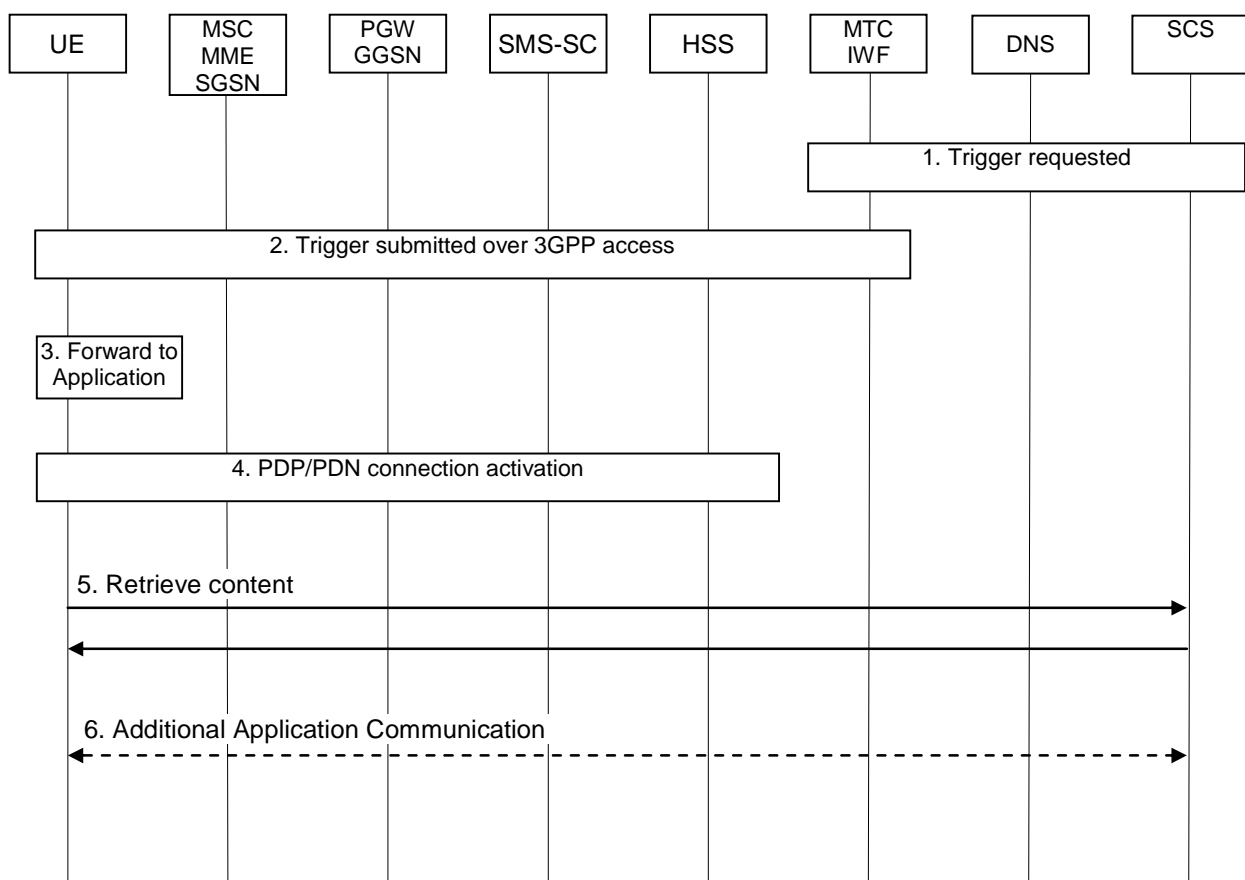 UE
MSC
MME
SGSN
PGW
GGSN
SMS-SC
HSS
MTC
IWF
DNS
SCS
1. Trigger requested
2. Trigger submitted over 3GPP access
3. Forward to
Application
4. PDP/PDN connection activation
5. Retrieve content
6. Additional Application Communication